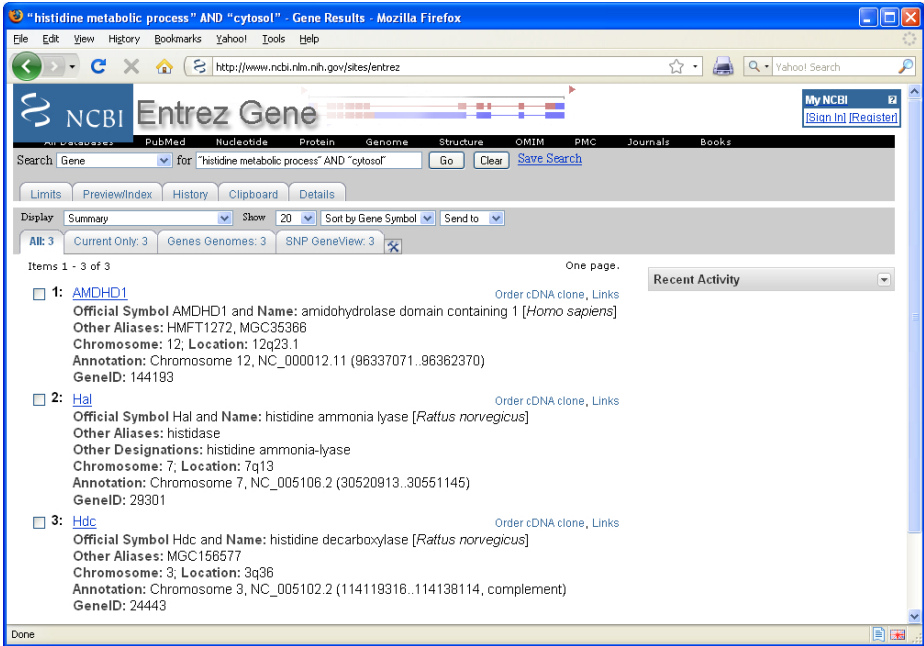 "histidine metabolic process" AND "cytosol" - Gene Results - Mozilla Firefox
File Edit View History Bookmarks Yahoo! Tools Help
http://www.ncbi.nlm.nih.gov/sites/entrez Yahoo! Search
NCBI Entrez Gene
My NCBI
[Sign In] [Register]
All Databases PubMed Nucleotide Protein Genome Structure OMIM PMC Journals Books
Search Gene for "histidine metabolic process" AND "cytosol" Go Clear Save Search
Limits Preview/Index History Clipboard Details
Display Summary Show 20 Sort by Gene Symbol Send to
All: 3 Current Only: 3 Genes Genomes: 3 SNP GeneView: 3
Items 1 - 3 of 3 One page.
Recent Activity
1: AMDHD1 Order cDNA clone, Links
Official Symbol AMDHD1 and Name: amidohydrolase domain containing 1 [Homo sapiens]
Other Aliases: HMFT1272, MGC35366
Chromosome: 12; Location: 12q23.1
Annotation: Chromosome 12, NC_000012.11 (96337071..96362370)
GeneID: 144193
2: Hal Order cDNA clone, Links
Official Symbol Hal and Name: histidine ammonia lyase [Rattus norvegicus]
Other Aliases: histidase
Other Designations: histidine ammonia-lyase
Chromosome: 7; Location: 7q13
Annotation: Chromosome 7, NC_005106.2 (30520913..30551145)
GeneID: 29301
3: Hdc Order cDNA clone, Links
Official Symbol Hdc and Name: histidine decarboxylase [Rattus norvegicus]
Other Aliases: MGC156577
Chromosome: 3; Location: 3q36
Annotation: Chromosome 3, NC_005102.2 (114119316..114138114, complement)
GeneID: 24443
Done